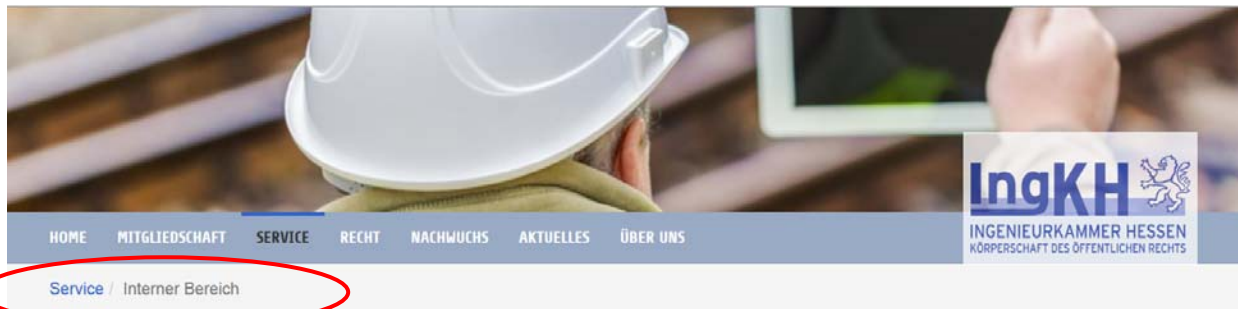 IngKH
INGENIEURKAMMER HESSEN
KÖRPERSCHAFT DES ÖFFENTLICHEN RECHTS
HOME MITGLIEDSCHAFT SERVICE RECHT NACHWUCHS AKTUELLES ÜBER UNS
Service / Interner Bereich